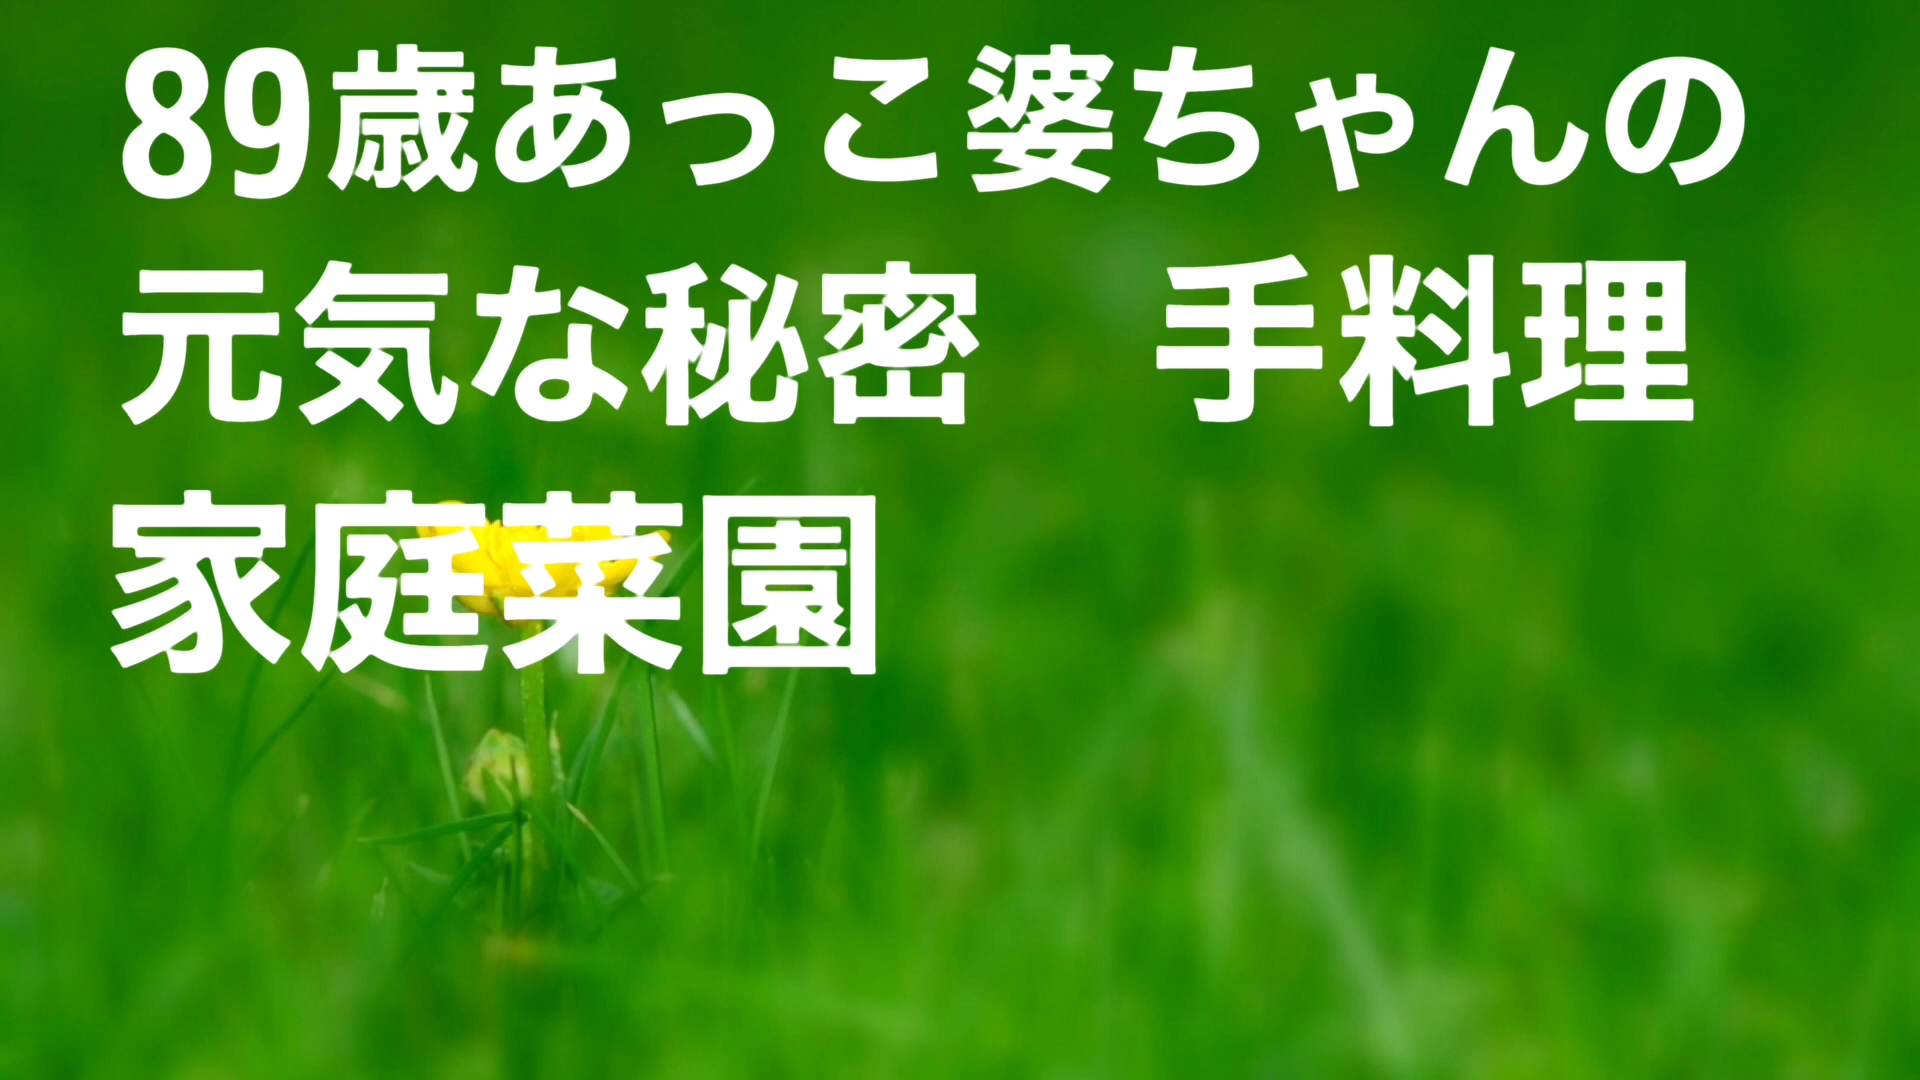 89歳あっこ婆ちゃんの
元気な秘密　手料理
家庭菜園